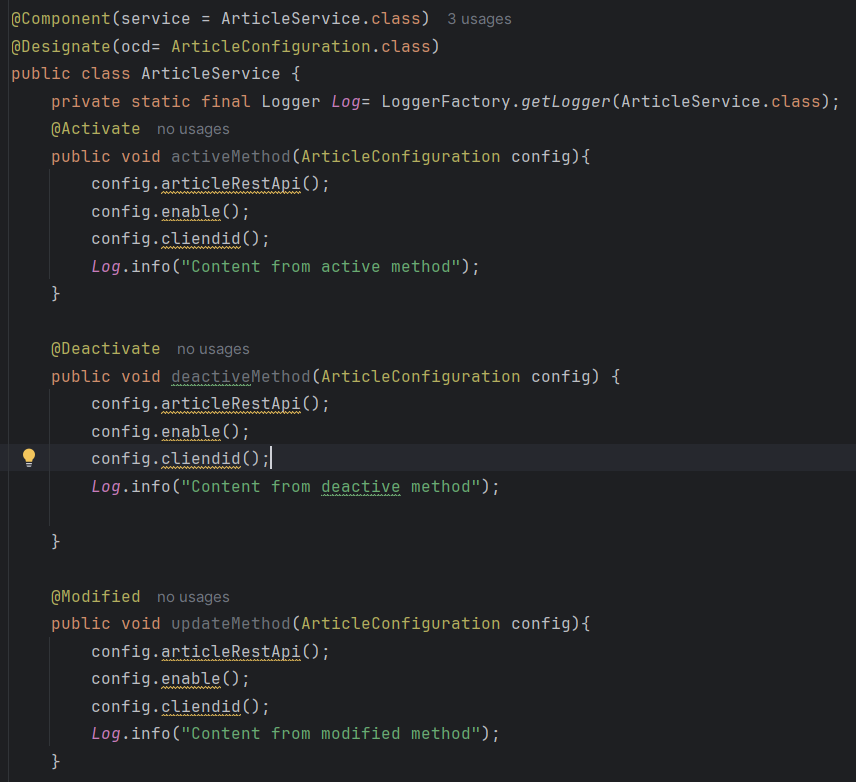 @Component(service = ArticleService.class) 3 usages
@Designate(ocd= ArticleConfiguration.class)
public class ArticleService {
    private static final Logger Log= LoggerFactory.getLogger(ArticleService.class);
    @Activate no usages
    public void activeMethod(ArticleConfiguration config){
        config.articleRestApi();
        config.enable();
        config.cliendid();
        Log.info("Content from active method");
    }
    @Deactivate no usages
    public void deactiveMethod(ArticleConfiguration config) {
        config.articleRestApi();
        config.enable();
        config.cliendid();
        Log.info("Content from deactive method");
    }
    @Modified no usages
    public void updateMethod(ArticleConfiguration config){
        config.articleRestApi();
        config.enable();
        config.cliendid();
        Log.info("Content from modified method");
    }